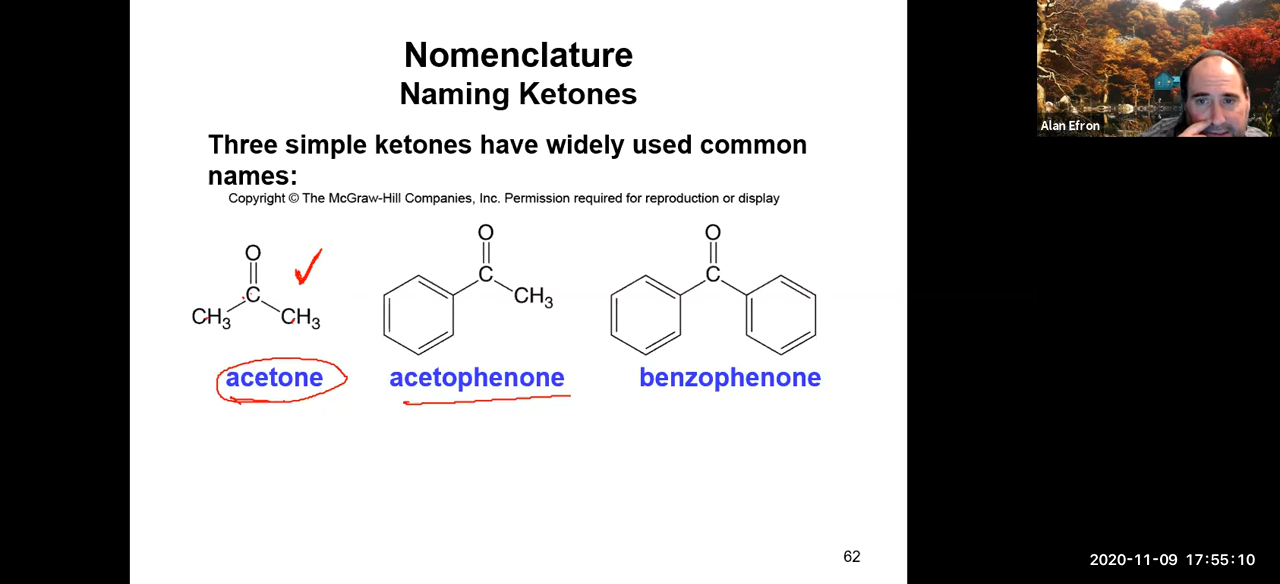 Nomenclature
Naming Ketones
Alan Efron
Three simple ketones have widely used common
names:
Copyright © The McGraw-Hill Companies, Inc. Permission required for reproduction or display
O O O
C C C
CH3 CH3 CH3
acetone acetophenone benzophenone
62
2020-11-09 17:55:10